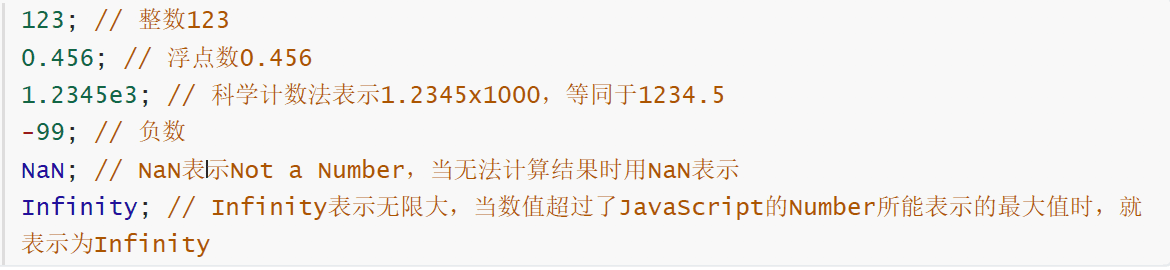 123; // 整数123
0.456; // 浮点数0.456
1.2345e3; // 科学计数法表示1.2345x1000，等同于1234.5
-99; // 负数
NaN; // NaN表示Not a Number，当无法计算结果时用NaN表示
Infinity; // Infinity表示无限大，当数值超过了JavaScript的Number所能表示的最大值时，就
表示为Infinity